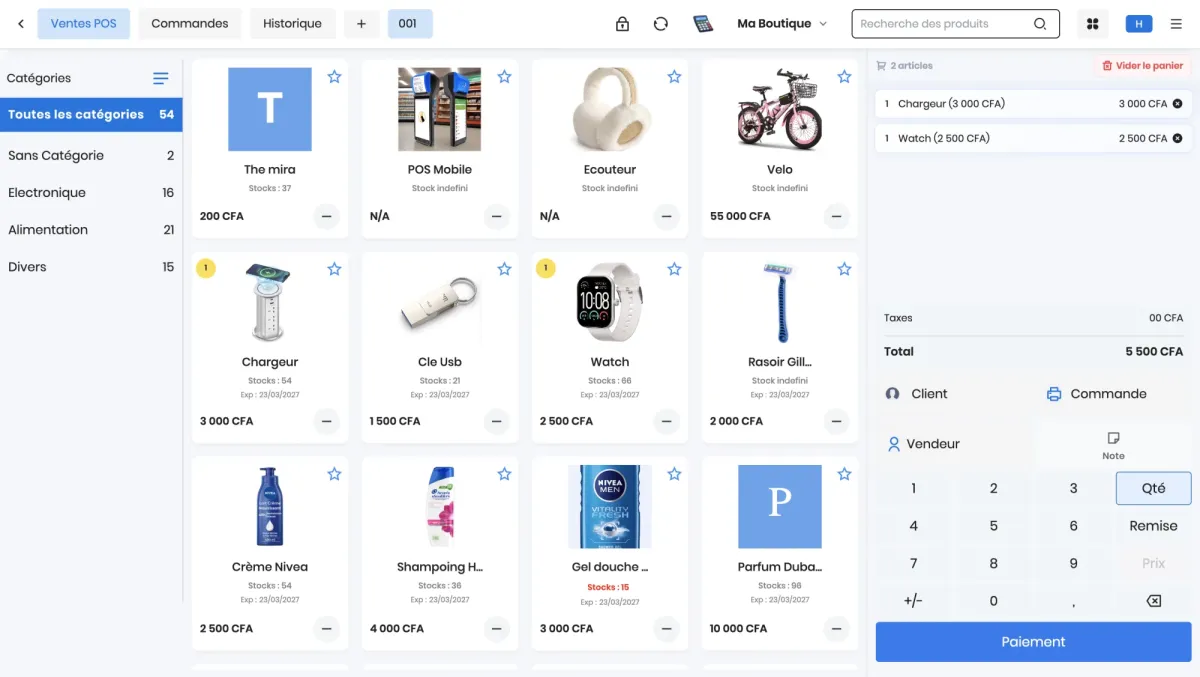 Ventes POS
Commandes
Historique
+
001
Ma Boutique
Recherche des produits
H
Catégories
Toutes les catégories 54
Sans Catégorie 2
Electronique 16
Alimentation 21
Divers 15
T
The mira
Stocks : 37
200 CFA
POS Mobile
Stock indefini
N/A
Ecouteur
Stock indefini
N/A
Velo
Stock indefini
55 000 CFA
1
Chargeur
Stocks : 54
Exp : 23/03/2027
3 000 CFA
Cle Usb
Stocks : 21
Exp : 23/03/2027
1 500 CFA
1
10:08
Watch
Stocks : 66
Exp : 23/03/2027
2 500 CFA
Rasoir Gill...
Stock indefini
Exp : 23/03/2027
2 000 CFA
NIVEA
Crème Nivea
Stocks : 54
Exp : 23/03/2027
2 500 CFA
Shampoing H...
Stocks : 36
Exp : 23/03/2027
4 000 CFA
NIVEA
MEN
VITALITY
FRESH
Gel douche ...
Stocks : 15
Exp : 23/03/2027
3 000 CFA
P
Parfum Duba...
Stocks : 96
Exp : 23/03/2027
10 000 CFA
2 articles
Vider le panier
1 Chargeur (3 000 CFA) 3 000 CFA
1 Watch (2 500 CFA) 2 500 CFA
Taxes 00 CFA
Total 5 500 CFA
Client
Commande
Vendeur
Note
1 2 3 Qté
4 5 6 Remise
7 8 9 Prix
+/- 0 ,
Paiement